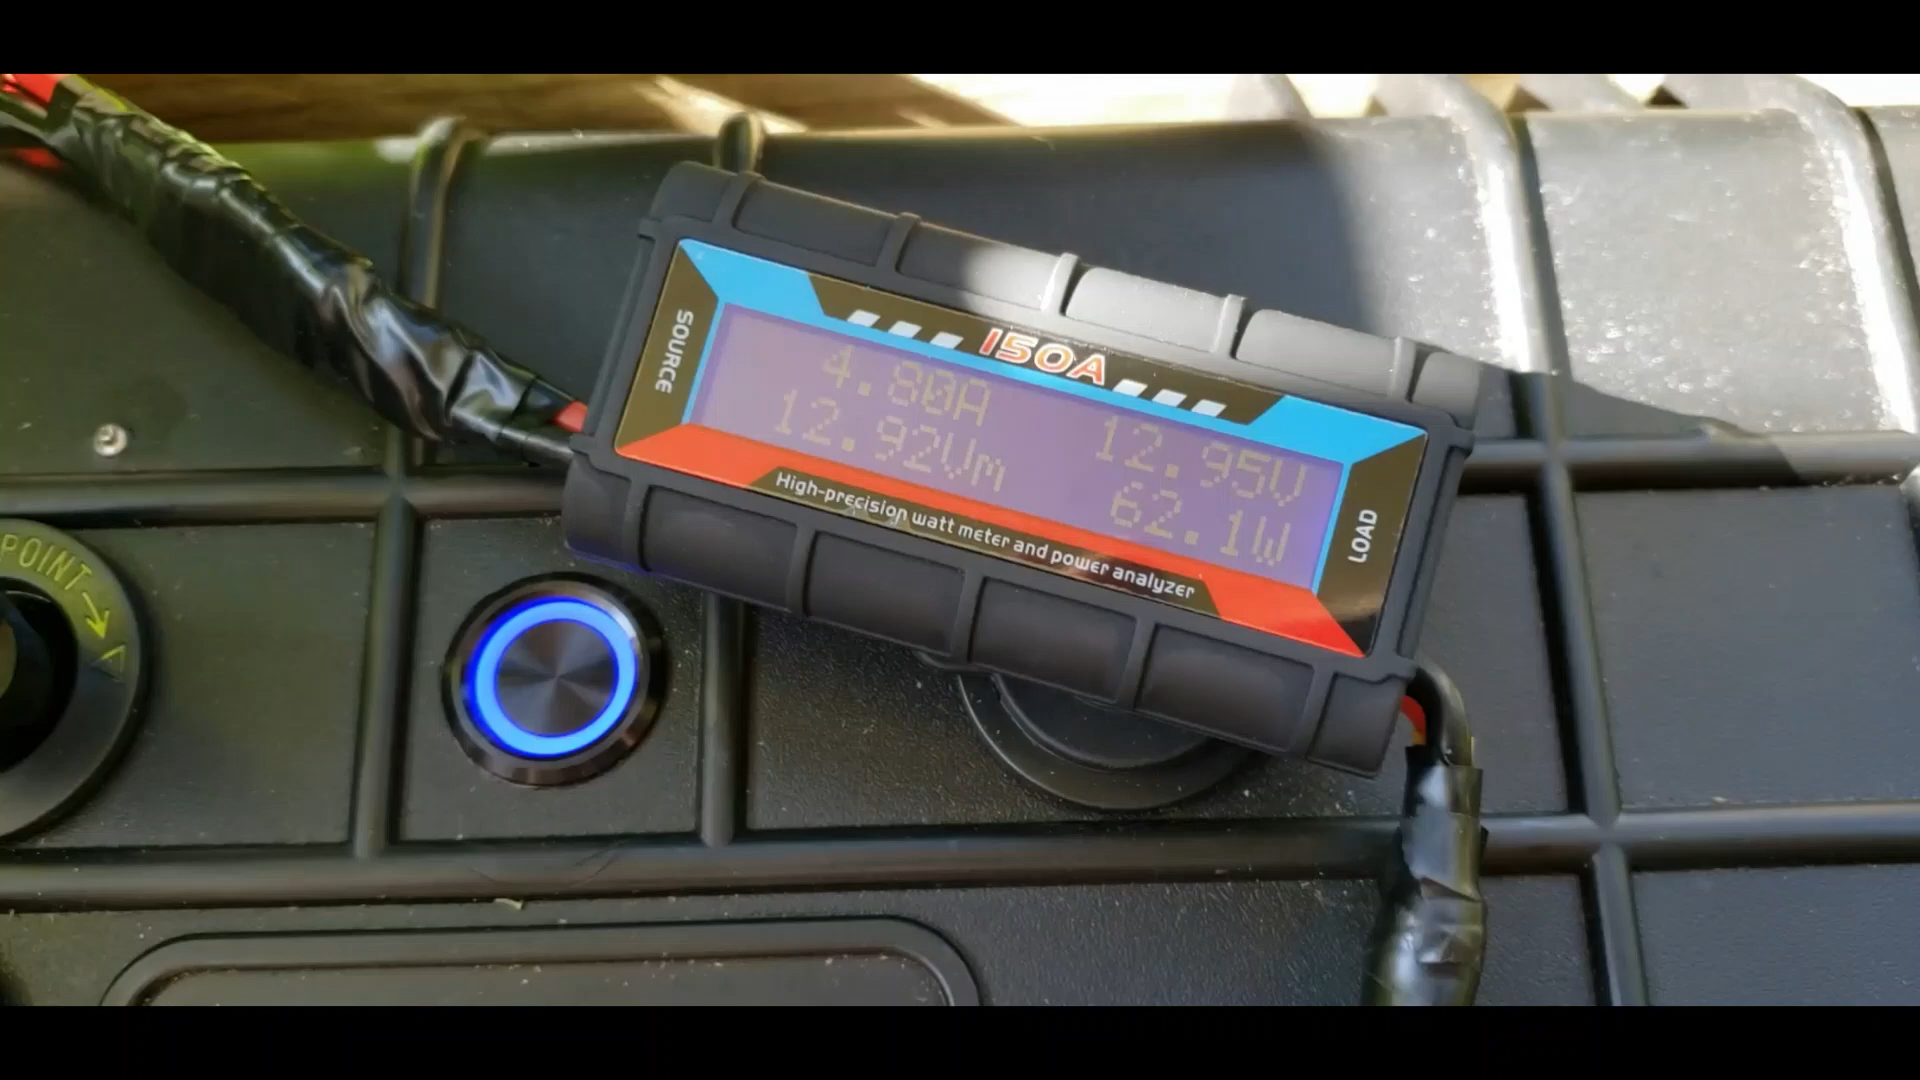 150A
SOURCE
4.80A 12.95V
12.92Vm 62.1W
LOAD
High-precision watt meter and power analyzer
POINT